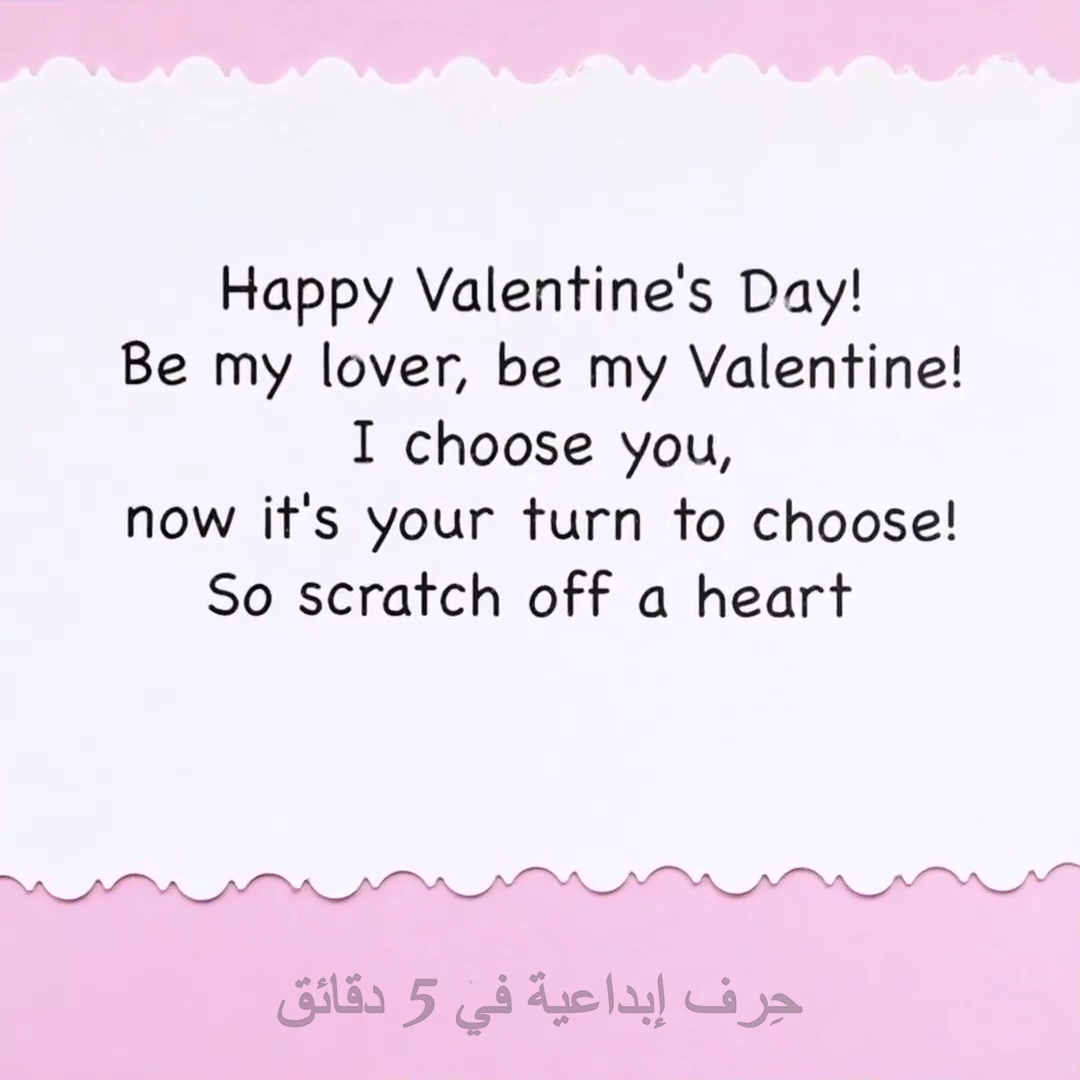 Happy Valentine's Day!
Be my lover, be my Valentine!
I choose you,
now it's your turn to choose!
So scratch off a heart
حِرف إبداعية في 5 دقائق